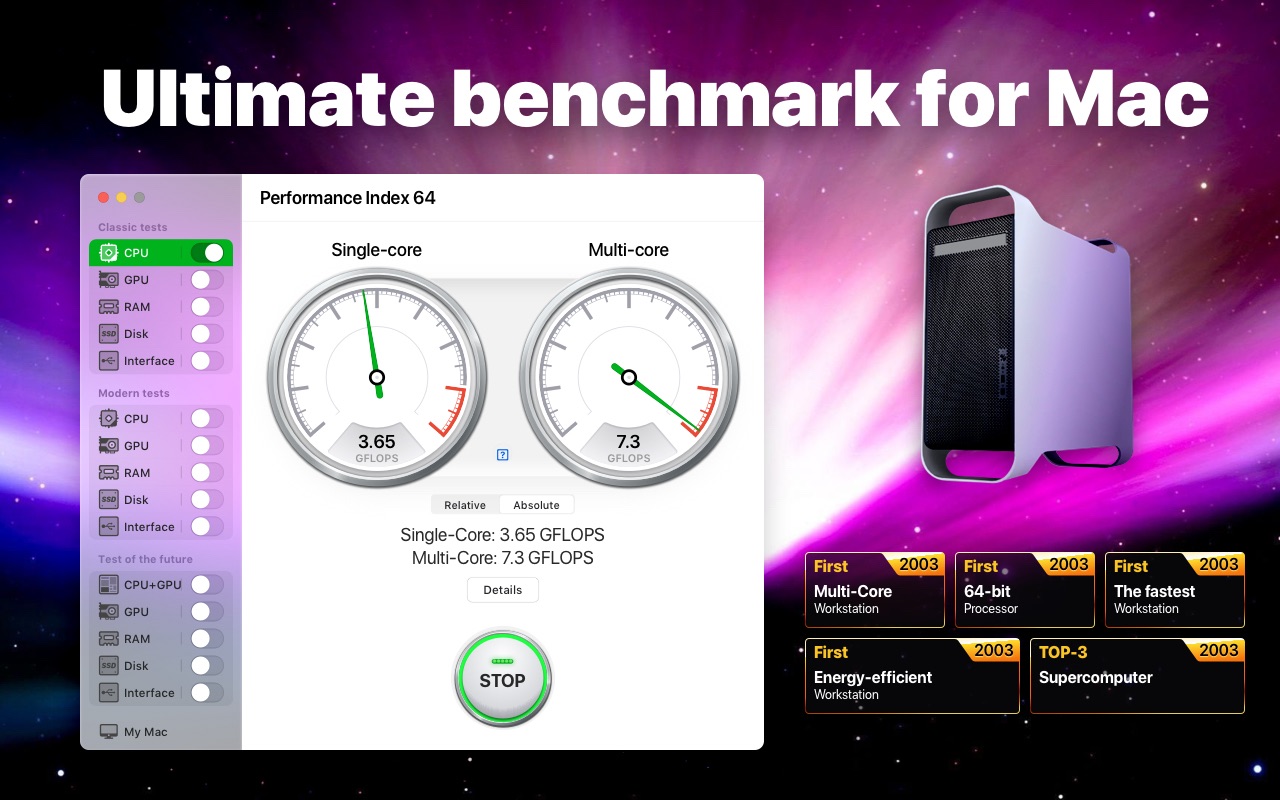 Ultimate benchmark for Mac
Performance Index 64
Classic tests
CPU
GPU
RAM
SSD
Disk
Interface
Modern tests
CPU
GPU
RAM
SSD
Disk
Interface
Test of the future
CPU+GPU
GPU
RAM
SSD
Disk
Interface
My Mac
Single-core
Multi-core
3.65
GFLOPS
7.3
GFLOPS
?
Relative
Absolute
Single-Core: 3.65 GFLOPS
Multi-Core: 7.3 GFLOPS
Details
STOP
First
2003
Multi-Core
Workstation
First
2003
64-bit
Processor
First
2003
The fastest
Workstation
First
2003
Energy-efficient
Workstation
TOP-3
2003
Supercomputer